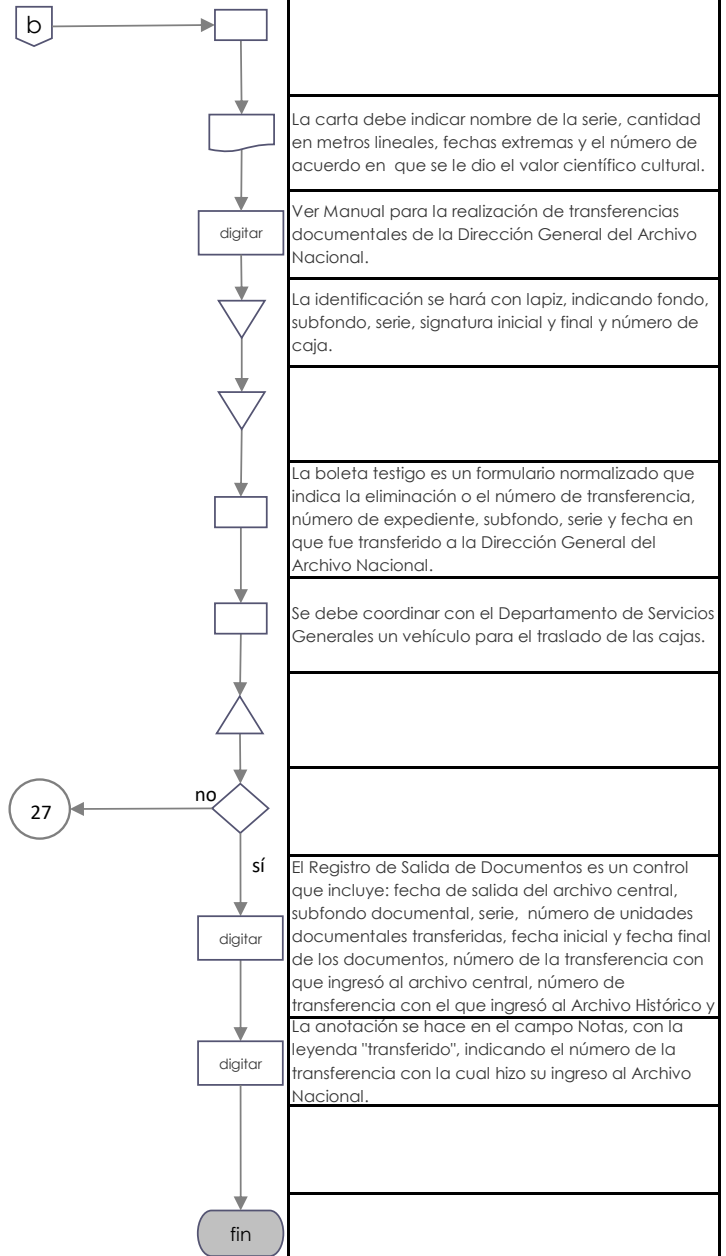 b
La carta debe indicar nombre de la serie, cantidad
en metros lineales, fechas extremas y el número de
acuerdo en que se le dio el valor científico cultural.
digitar
Ver Manual para la realización de transferencias
documentales de la Dirección General del Archivo
Nacional.
La identificación se hará con lapiz, indicando fondo,
subfondo, serie, signatura inicial y final y número de
caja.
La boleta testigo es un formulario normalizado que
indica la eliminación o el número de transferencia,
número de expediente, subfondo, serie y fecha en
que fue transferido a la Dirección General del
Archivo Nacional.
Se debe coordinar con el Departamento de Servicios
Generales un vehículo para el traslado de las cajas.
no
27
sí
digitar
El Registro de Salida de Documentos es un control
que incluye: fecha de salida del archivo central,
subfondo documental, serie, número de unidades
documentales transferidas, fecha inicial y fecha final
de los documentos, número de la transferencia con
que ingresó al archivo central, número de
transferencia con el que ingresó al Archivo Histórico y
digitar
La anotación se hace en el campo Notas, con la
leyenda "transferido", indicando el número de la
transferencia con la cual hizo su ingreso al Archivo
Nacional.
fin